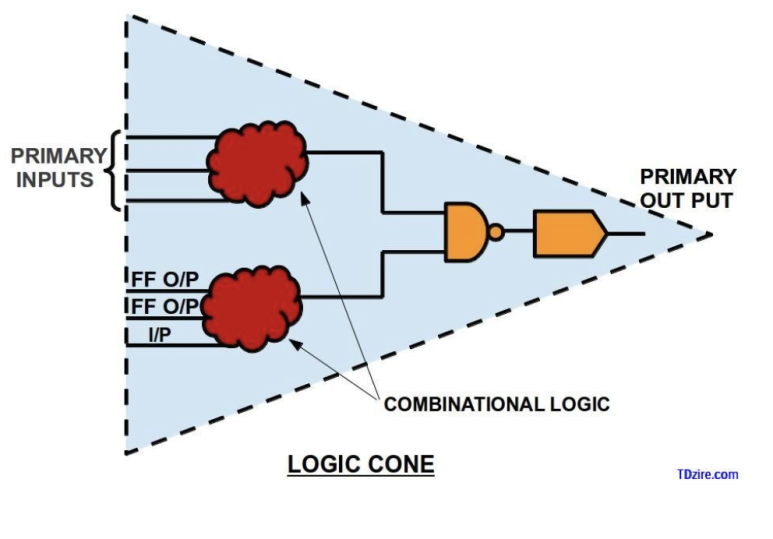 PRIMARY
INPUTS
PRIMARY
OUT PUT
FF O/P
FF O/P
I/P
COMBINATIONAL LOGIC
LOGIC CONE
TDzire.com